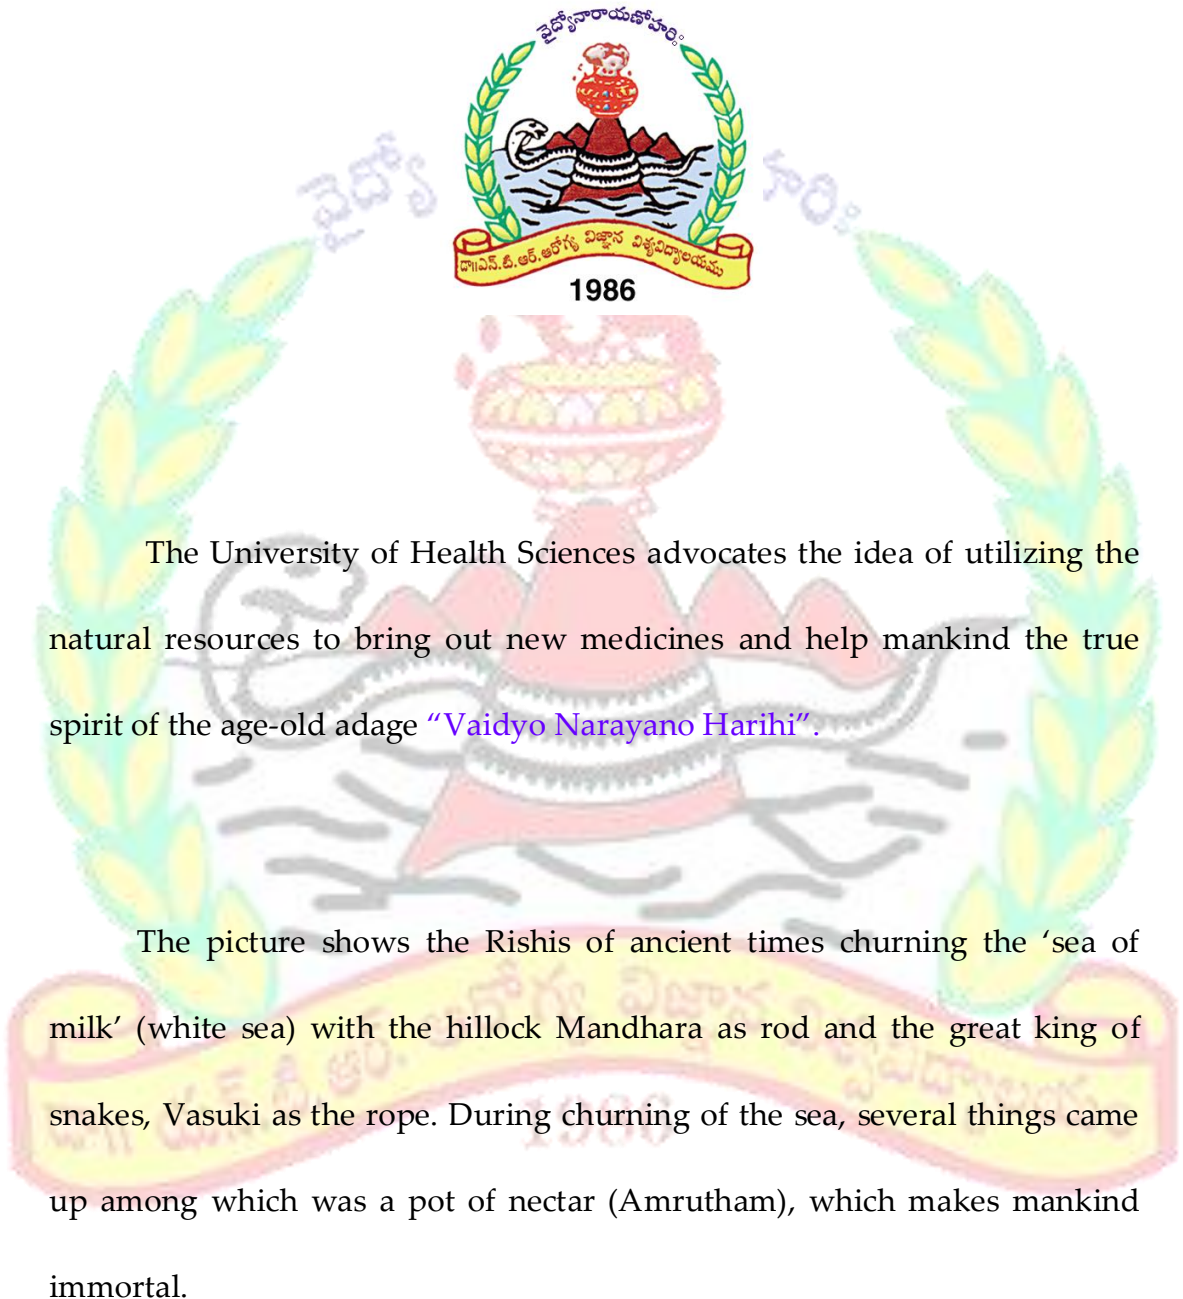 వైద్యోనారాయణోహరిః
డా॥ఎన్.టి.ఆర్.ఆరోగ్య విజ్ఞాన విశ్వవిద్యాలయము
1986
వైద్యో హరిః
The University of Health Sciences advocates the idea of utilizing the
natural resources to bring out new medicines and help mankind the true
spirit of the age-old adage “Vaidyo Narayano Harihi”.
The picture shows the Rishis of ancient times churning the ‘sea of
milk’ (white sea) with the hillock Mandhara as rod and the great king of
snakes, Vasuki as the rope. During churning of the sea, several things came
up among which was a pot of nectar (Amrutham), which makes mankind
immortal.
1986